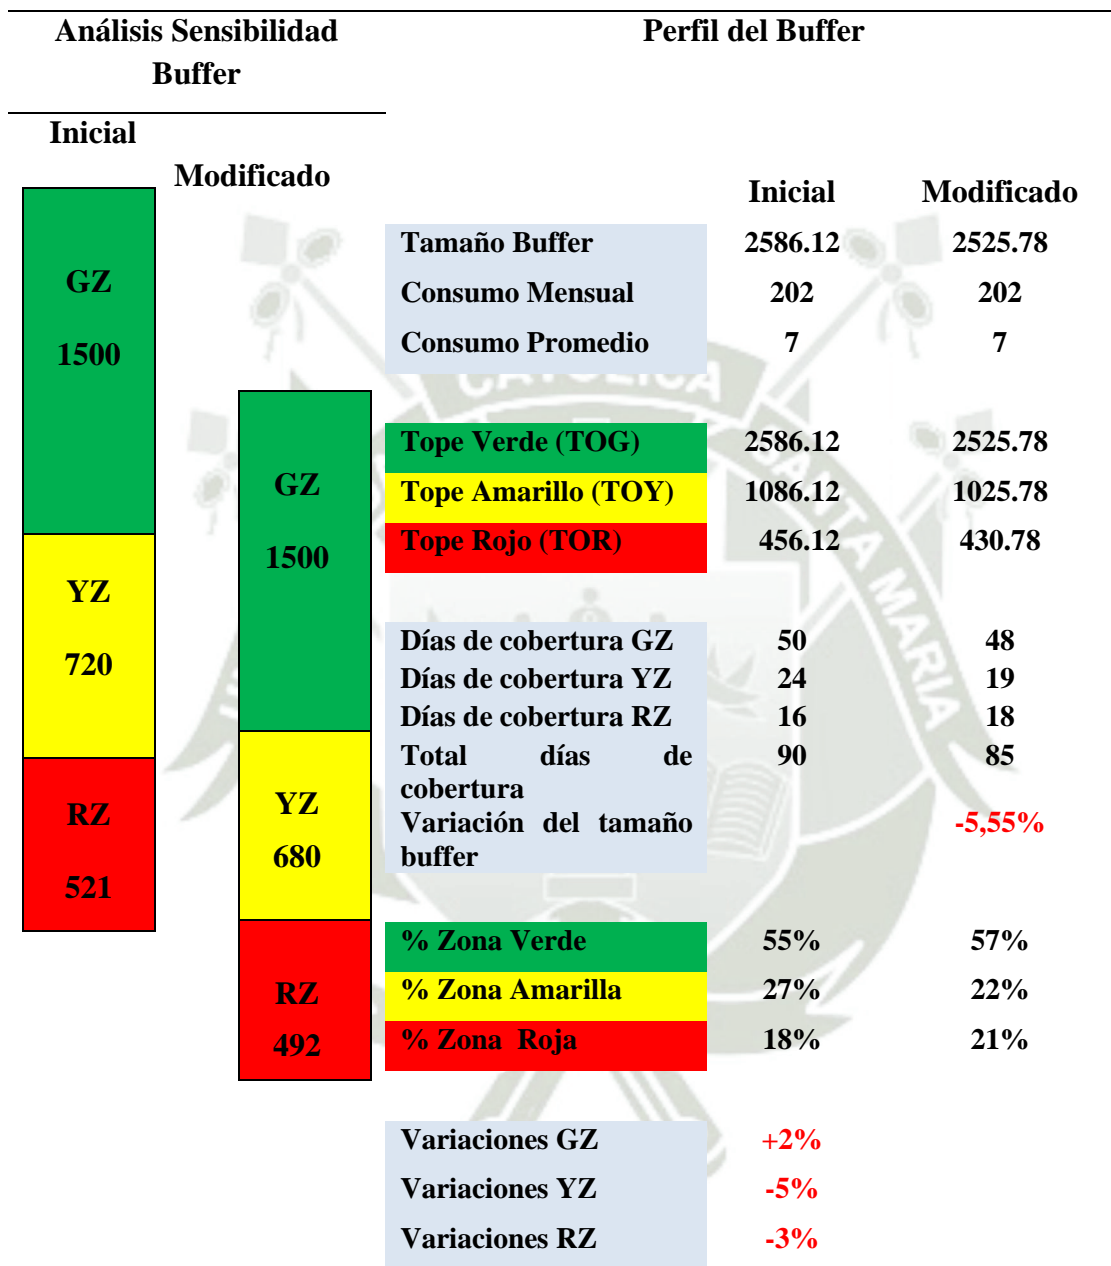 Análisis Sensibilidad
Buffer
Perfil del Buffer
Inicial
Modificado
GZ
1500
YZ
720
RZ
521
GZ
1500
YZ
680
RZ
492
Inicial Modificado
Tamaño Buffer 2586.12 2525.78
Consumo Mensual 202 202
Consumo Promedio 7 7
Tope Verde (TOG) 2586.12 2525.78
Tope Amarillo (TOY) 1086.12 1025.78
Tope Rojo (TOR) 456.12 430.78
Días de cobertura GZ 50 48
Días de cobertura YZ 24 19
Días de cobertura RZ 16 18
Total días de 90 85
cobertura
Variación del tamaño -5,55%
buffer
% Zona Verde 55% 57%
% Zona Amarilla 27% 22%
% Zona Roja 18% 21%
Variaciones GZ +2%
Variaciones YZ -5%
Variaciones RZ -3%
CATOLICA
SANTA MARIA